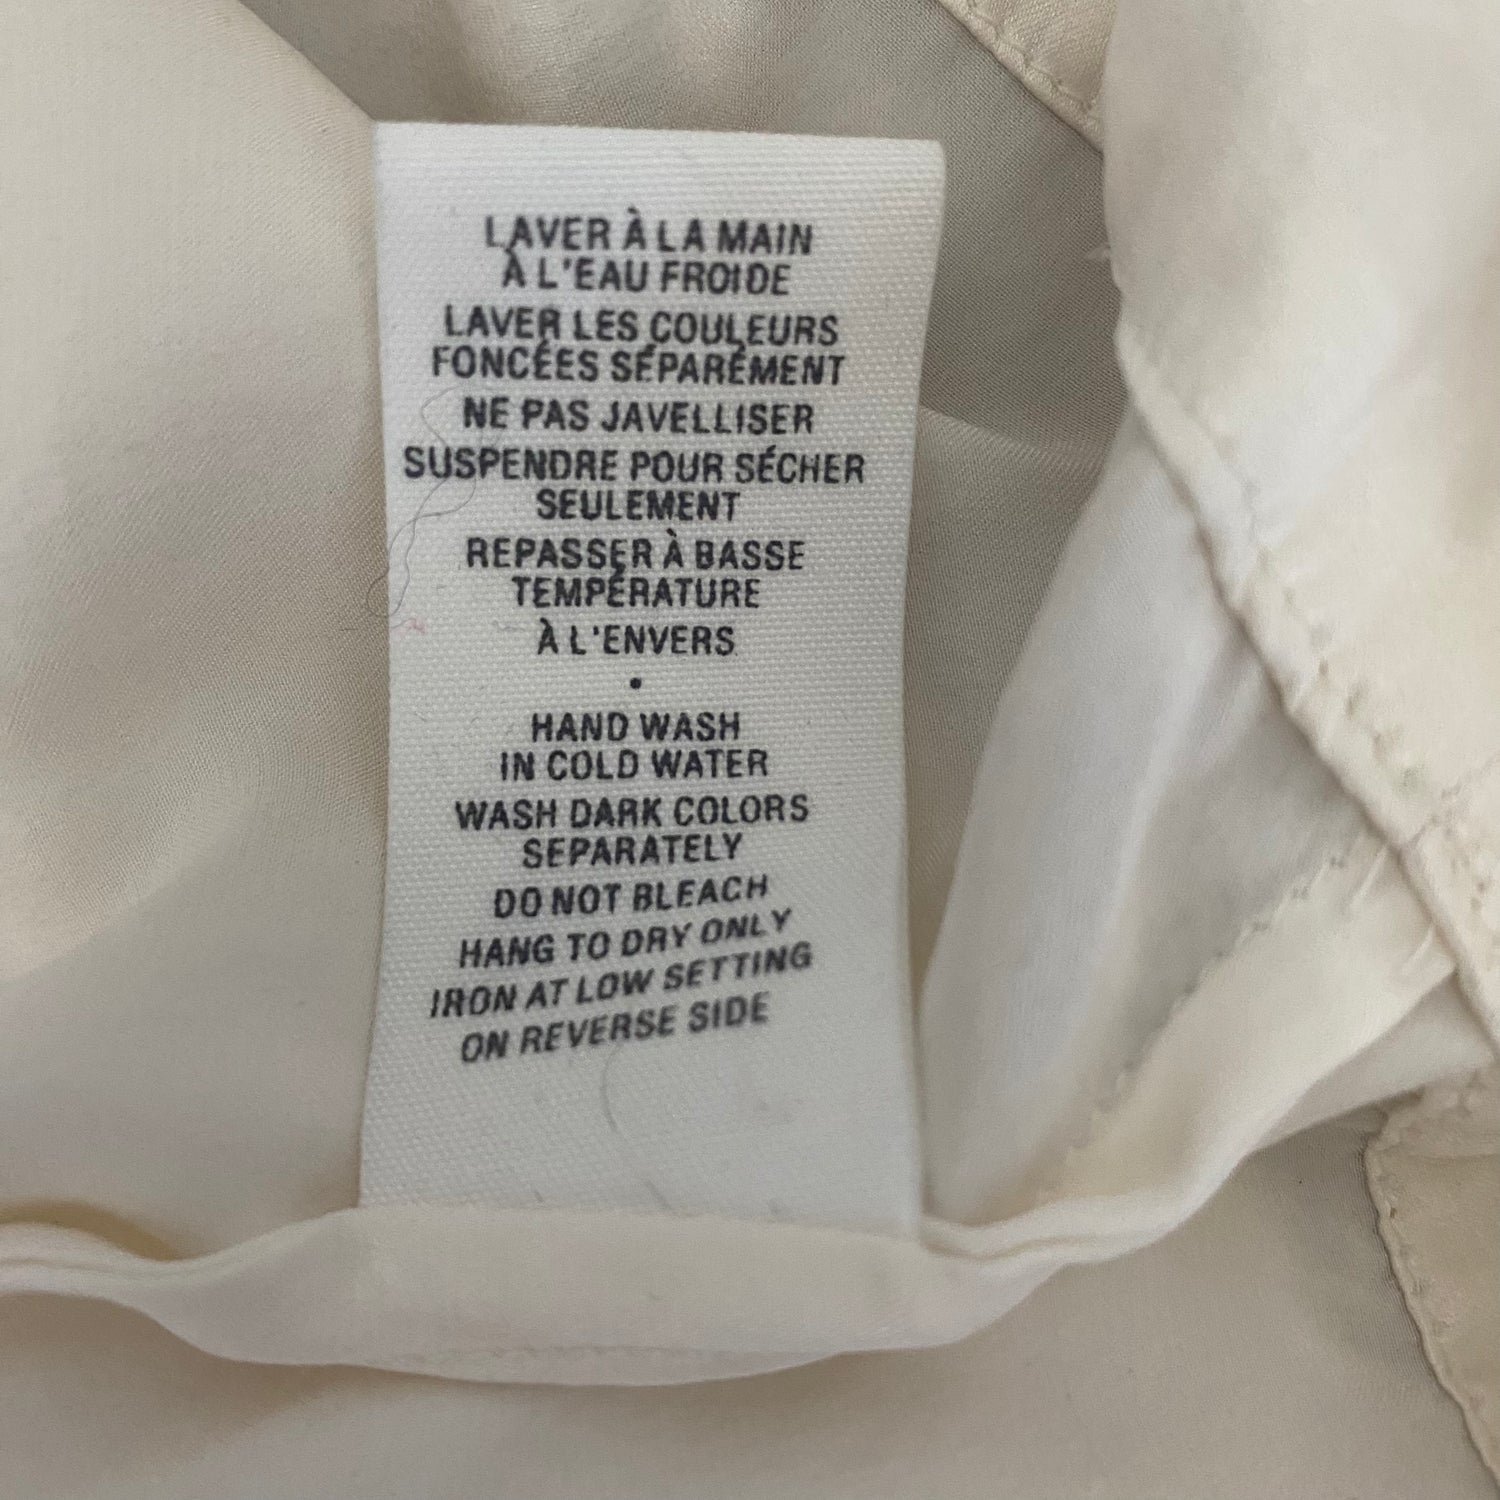 LAVER À LA MAIN
À L'EAU FROIDE
LAVER LES COULEURS
FONCÉES SÉPARÉMENT
NE PAS JAVELLISER
SUSPENDRE POUR SÉCHER
SEULEMENT
REPASSER À BASSE
TEMPÉRATURE
À L'ENVERS
•
HAND WASH
IN COLD WATER
WASH DARK COLORS
SEPARATELY
DO NOT BLEACH
HANG TO DRY ONLY
IRON AT LOW SETTING
ON REVERSE SIDE